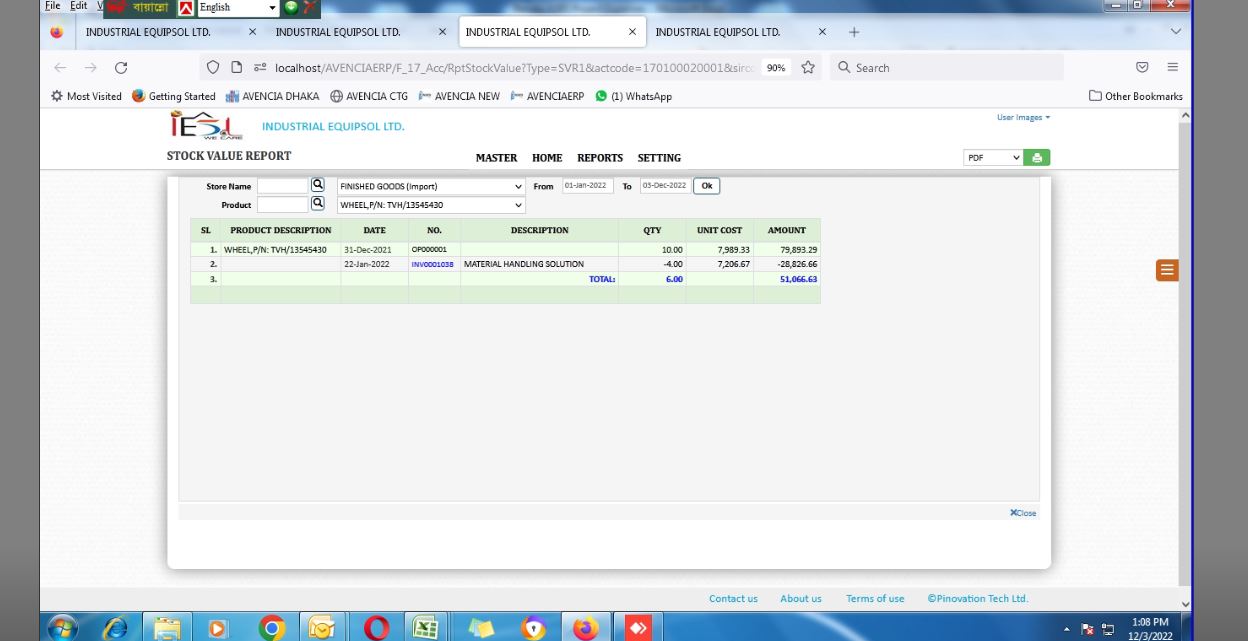 File Edit V বায়ান্নো English
INDUSTRIAL EQUIPSOL LTD. INDUSTRIAL EQUIPSOL LTD. INDUSTRIAL EQUIPSOL LTD. INDUSTRIAL EQUIPSOL LTD.
localhost/AVENCIAERP/F_17_Acc/RptStockValue?Type=SVR1&actcode=170100020001&sirc 90% Search
Most Visited Getting Started AVENCIA DHAKA AVENCIA CTG AVENCIA NEW AVENCIAERP (1) WhatsApp Other Bookmarks
IESL WE CARE INDUSTRIAL EQUIPSOL LTD. User Images
STOCK VALUE REPORT MASTER HOME REPORTS SETTING PDF
Store Name FINISHED GOODS (Import) From 01-Jan-2022 To 03-Dec-2022 Ok
Product WHEEL,P/N: TVH/13545430
SL PRODUCT DESCRIPTION DATE NO. DESCRIPTION QTY UNIT COST AMOUNT
1. WHEEL,P/N: TVH/13545430 31-Dec-2021 OP000001 10.00 7,989.33 79,893.29
2. 22-Jan-2022 INV0001038 MATERIAL HANDLING SOLUTION -4.00 7,206.67 -28,826.66
3. TOTAL: 6.00 51,066.63
Close
Contact us About us Terms of use ©Pinovation Tech Ltd.
1:08 PM
12/3/2022